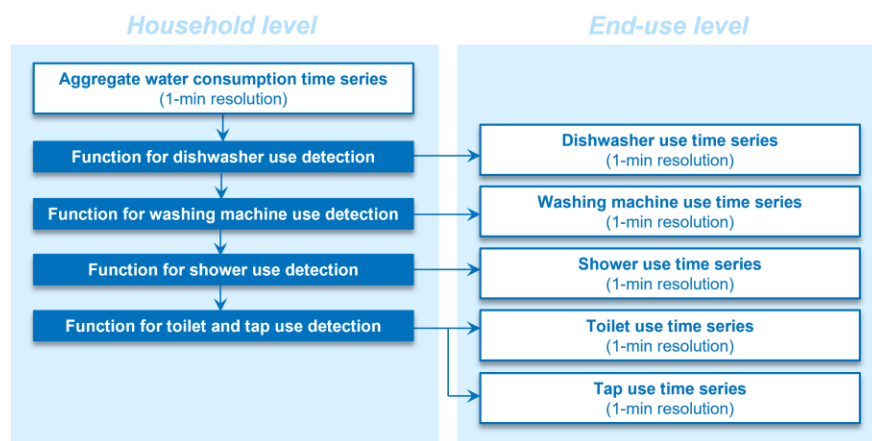 Household level
End-use level
Aggregate water consumption time series
(1-min resolution)
Function for dishwasher use detection
Dishwasher use time series
(1-min resolution)
Function for washing machine use detection
Washing machine use time series
(1-min resolution)
Function for shower use detection
Shower use time series
(1-min resolution)
Function for toilet and tap use detection
Toilet use time series
(1-min resolution)
Tap use time series
(1-min resolution)